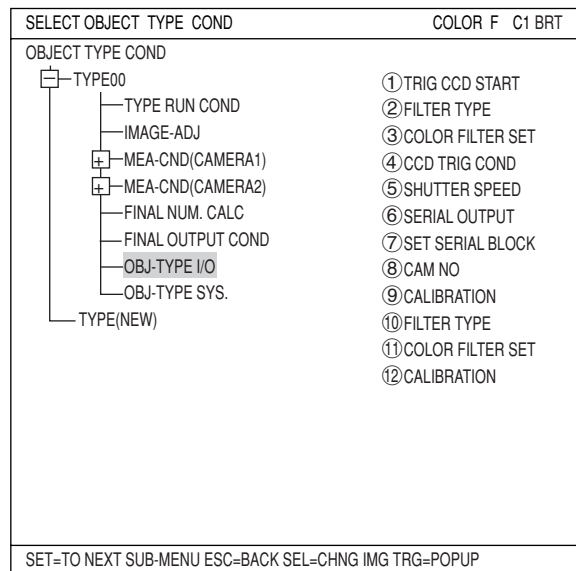 SELECT OBJECT TYPE COND COLOR F C1 BRT
OBJECT TYPE COND
TYPE00
TYPE RUN COND
IMAGE-ADJ
+ MEA-CND(CAMERA1)
+ MEA-CND(CAMERA2)
FINAL NUM. CALC
FINAL OUTPUT COND
OBJ-TYPE I/O
OBJ-TYPE SYS.
TYPE(NEW)
①TRIG CCD START
②FILTER TYPE
③COLOR FILTER SET
④CCD TRIG COND
⑤SHUTTER SPEED
⑥SERIAL OUTPUT
⑦SET SERIAL BLOCK
⑧CAM NO
⑨CALIBRATION
⑩FILTER TYPE
⑪COLOR FILTER SET
⑫CALIBRATION
SET=TO NEXT SUB-MENU ESC=BACK SEL=CHNG IMG TRG=POPUP